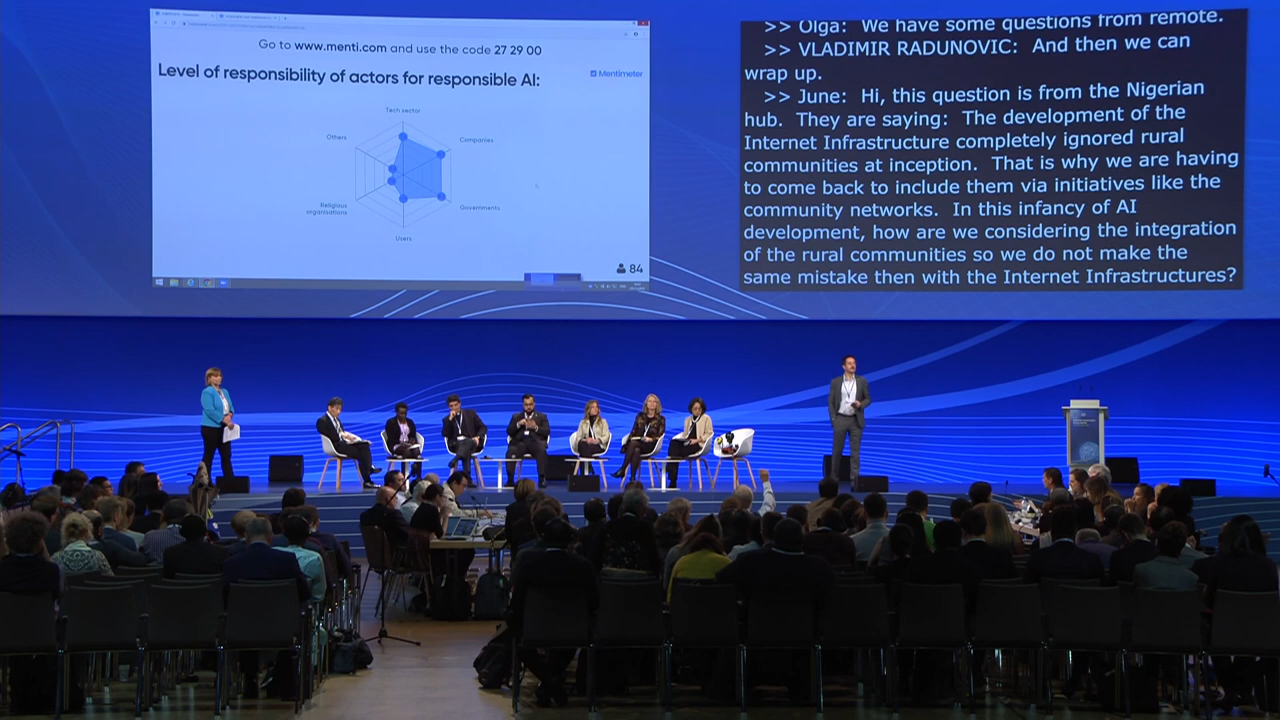 Go to www.menti.com and use the code 27 29 00
Level of responsibility of actors for responsible AI:
Mentimeter
Tech sector
Others
Companies
Religious
organisations
Governments
Users
84
>> Olga: We have some questions from remote.
>> VLADIMIR RADUNOVIC: And then we can
wrap up.
>> June: Hi, this question is from the Nigerian
hub. They are saying: The development of the
Internet Infrastructure completely ignored rural
communities at inception. That is why we are having
to come back to include them via initiatives like the
community networks. In this infancy of AI
development, how are we considering the integration
of the rural communities so we do not make the
same mistake then with the Internet Infrastructures?